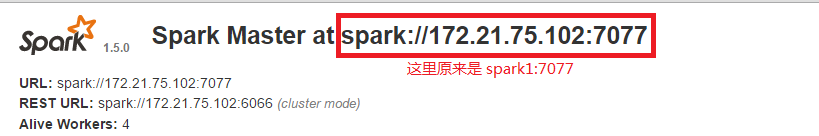 Spark 1.5.0 Spark Master at spark://172.21.75.102:7077
这里原来是 spark1:7077
URL: spark://172.21.75.102:7077
REST URL: spark://172.21.75.102:6066 (cluster mode)
Alive Workers: 4